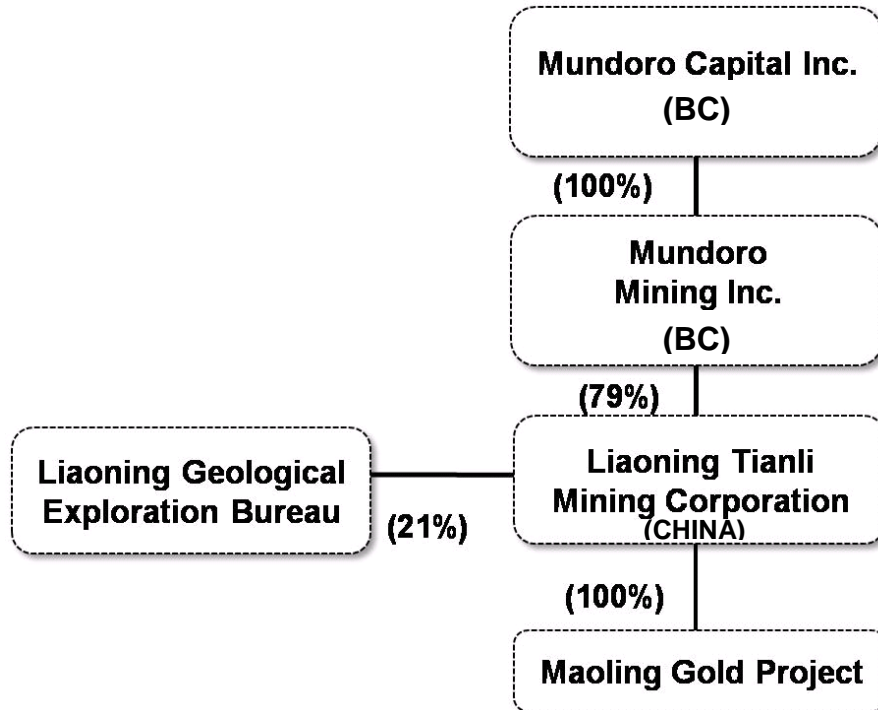 Mundoro Capital Inc.
(BC)
(100%)
Mundoro
Mining Inc.
(BC)
(79%)
Liaoning Geological
Exploration Bureau
(21%)
Liaoning Tianli
Mining Corporation
(CHINA)
(100%)
Maoling Gold Project